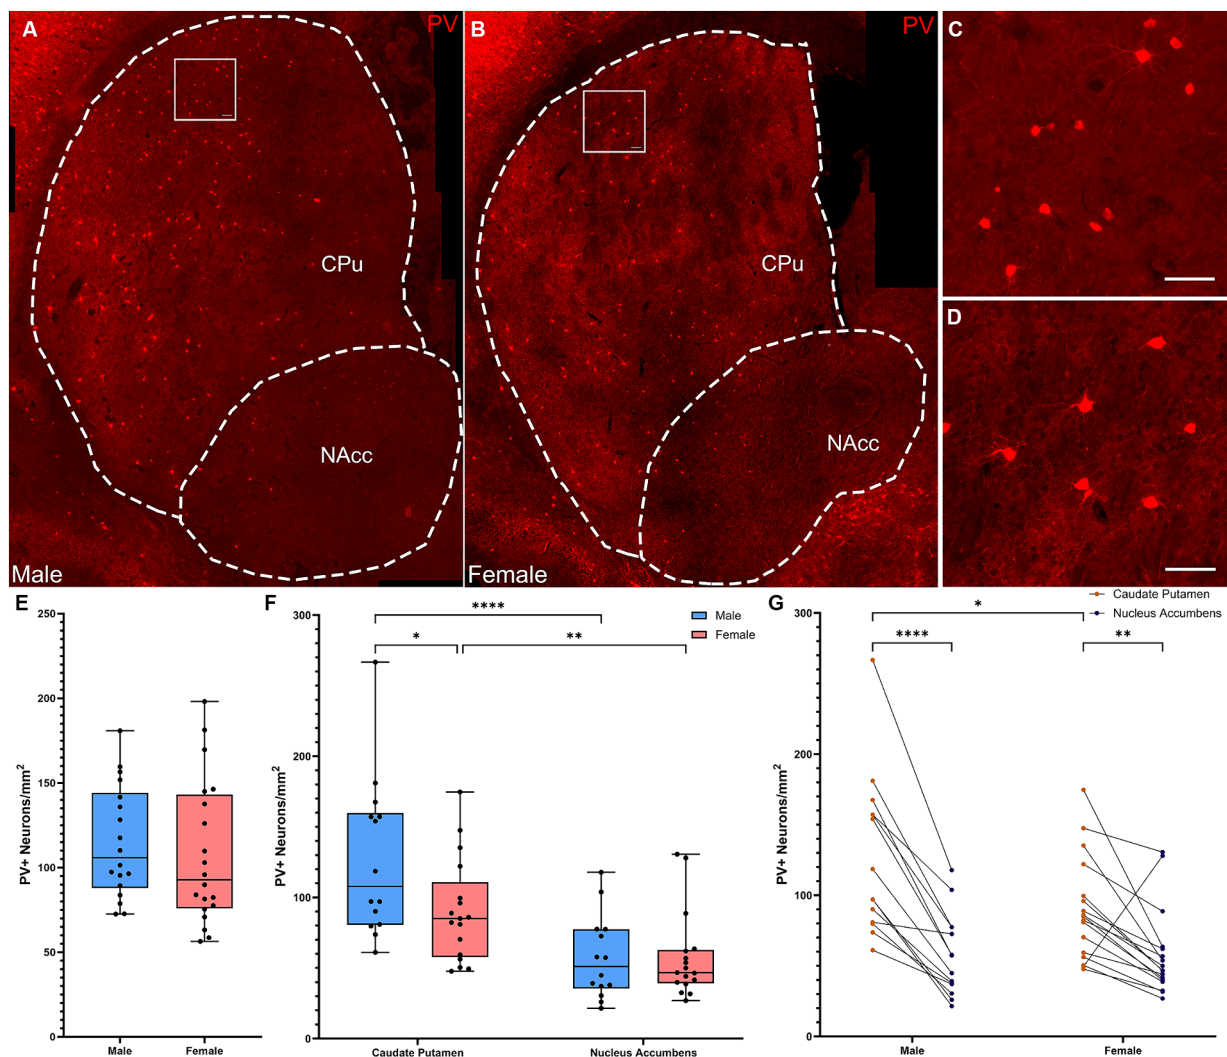 A
PV
B
PV
C
D
CPu
NAcc
Male
CPu
NAcc
Female
E
PV+ Neurons/mm²
250
200
150
100
50
0
Male
Female
F
PV+ Neurons/mm²
300
200
100
0
****
*
**
Male
Female
Caudate Putamen
Nucleus Accumbens
G
PV+ Neurons/mm²
300
200
100
0
Caudate Putamen
Nucleus Accumbens
*
****
**
Male
Female